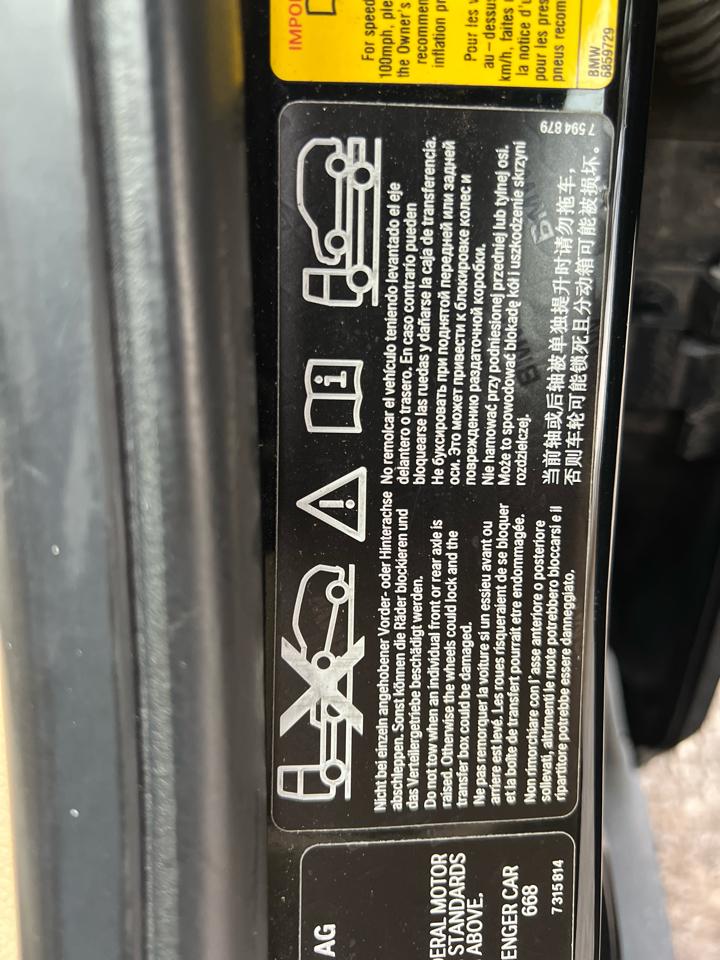 AG
DERAL MOTOR
STANDARDS
ABOVE.
ENGER CAR
668
7 315 814
Nicht bei einzeln angehobener Vorder- oder Hinterachse
abschleppen. Sonst können die Räder blockieren und
das Verteilergetriebe beschädigt werden.
Do not tow when an individual front or rear axle is
raised. Otherwise the wheels could lock and the
transfer box could be damaged.
Ne pas remorquer la voiture si un essieu avant ou
arriere est levé. Les roues risqueraient de se bloquer
et la boîte de transfert pourrait etre endommagée.
Non rimorchiare con l'asse anteriore o posteriore
sollevati, altrimenti le ruote potrebbero bloccarsi e il
ripartitore potrebbe essere danneggiato,
No remolcar el vehículo teniendo levantado el eje
delantero o trasero. En caso contrario pueden
bloquearse las ruedas y dañarse la caja de transferencia.
Не буксировать при поднятой передней или задней
оси. Это может привести к блокировке колес и
повреждению раздаточной коробки.
Nie hamować przy podniesionej przedniej lub tylnej osi.
Może to spowodować blokadę kół i uszkodzenie skrzyni
rozdzielczej.
当前轴或后轴被单独提升时请勿拖车，
否则车轮可能锁死且分动箱可能被损坏。
7 594 879
IMPO
For speed
100mph, ple
the Owner's
recommen
inflation pr
Pour les v
au-dessus
km/h, faites
la notice d'u
pour les pres
pneus recom
BMW
6859729